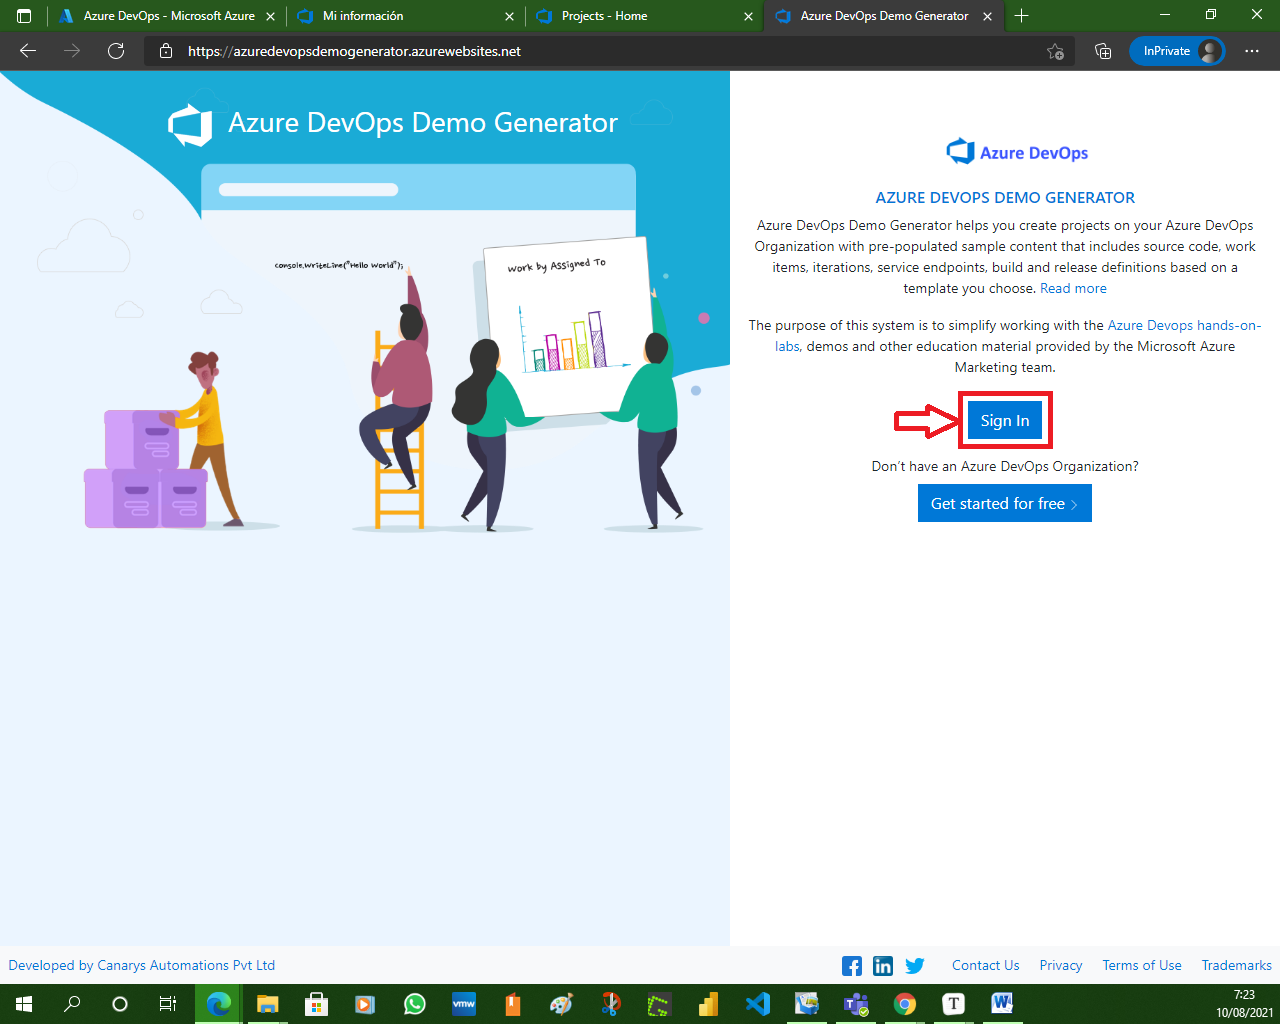 Azure DevOps - Microsoft Azure
Mi información
Projects - Home
Azure DevOps Demo Generator
https://azuredevopsdemogenerator.azurewebsites.net
InPrivate
Azure DevOps Demo Generator
console.WriteLine("Hello World");
Work by Assigned To
Azure DevOps
AZURE DEVOPS DEMO GENERATOR
Azure DevOps Demo Generator helps you create projects on your Azure DevOps
Organization with pre-populated sample content that includes source code, work
items, iterations, service endpoints, build and release definitions based on a
template you choose. Read more
The purpose of this system is to simplify working with the Azure Devops hands-on-
labs, demos and other education material provided by the Microsoft Azure
Marketing team.
Sign In
Don't have an Azure DevOps Organization?
Get started for free
Developed by Canarys Automations Pvt Ltd
Contact Us
Privacy
Terms of Use
Trademarks
vmw
T
W
7:23
10/08/2021